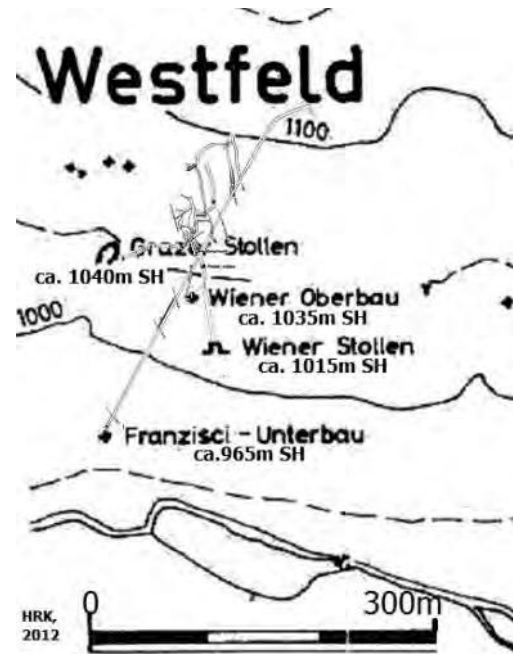 Westfeld
1100
Grazer Stollen
ca. 1040m SH
Wiener Oberbau
ca. 1035m SH
1000
Wiener Stollen
ca. 1015m SH
Franzisci-Unterbau
ca.965m SH
0 300m
HRK,
2012